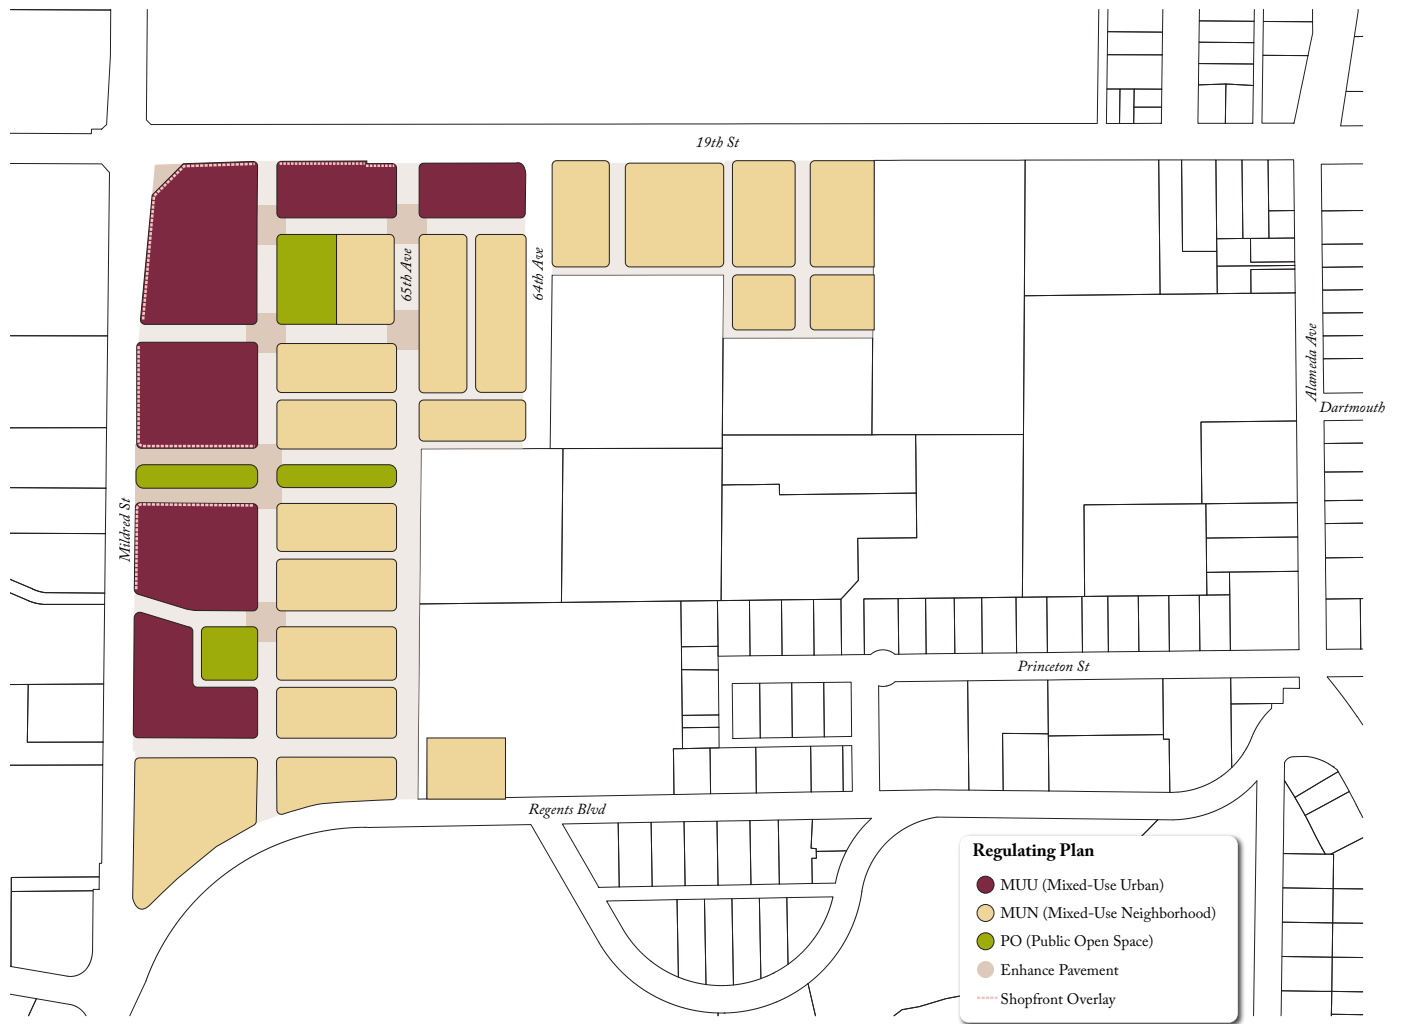 19th St
65th Ave
64th Ave
Alameda Ave
Dartmouth
Mildred St
Princeton St
Regents Blvd
Regulating Plan
MUU (Mixed-Use Urban)
MUN (Mixed-Use Neighborhood)
PO (Public Open Space)
Enhance Pavement
Shopfront Overlay